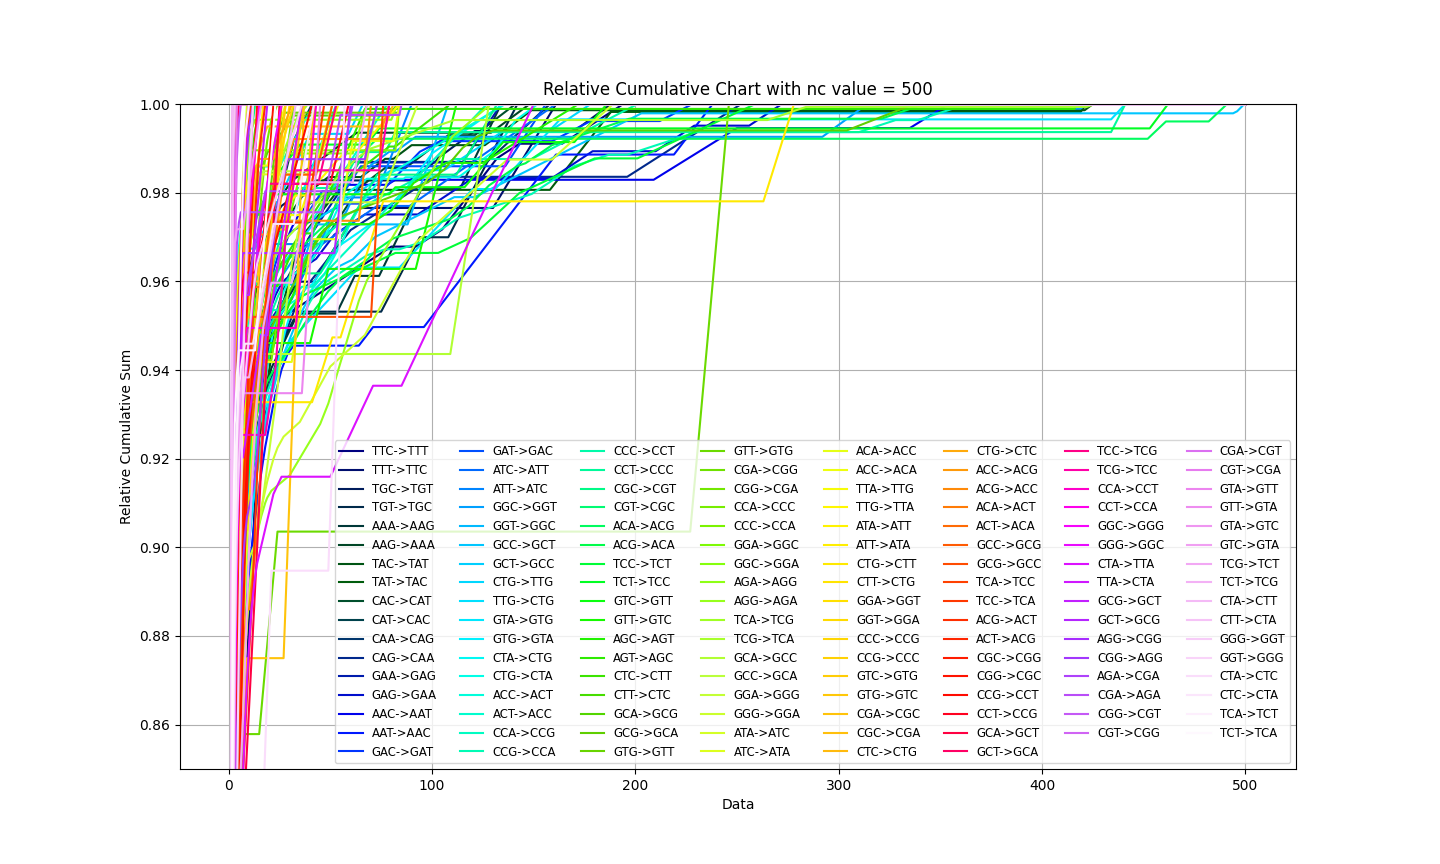 Relative Cumulative Chart with nc value = 500
1.00
0.98
0.96
0.94
0.92
0.90
0.88
0.86
Relative Cumulative Sum
TTC->TTT
TTT->TTC
TGC->TGT
TGT->TGC
AAA->AAG
AAG->AAA
TAC->TAT
TAT->TAC
CAC->CAT
CAT->CAC
CAA->CAG
CAG->CAA
GAA->GAG
GAG->GAA
AAC->AAT
AAT->AAC
GAC->GAT
GAT->GAC
ATC->ATT
ATT->ATC
GGC->GGT
GGT->GGC
GCC->GCT
GCT->GCC
CTG->TTG
TTG->CTG
GTA->GTG
GTG->GTA
CTA->CTG
CTG->CTA
ACC->ACT
ACT->ACC
CCA->CCG
CCG->CCA
CCC->CCT
CCT->CCC
CGC->CGT
CGT->CGC
ACA->ACG
ACG->ACA
TCC->TCT
TCT->TCC
GTC->GTT
GTT->GTC
AGC->AGT
AGT->AGC
CTC->CTT
CTT->CTC
GCA->GCG
GCG->GCA
GTG->GTT
GTT->GTG
CGA->CGG
CGG->CGA
CCA->CCC
CCC->CCA
GGA->GGC
GGC->GGA
AGA->AGG
AGG->AGA
TCA->TCG
TCG->TCA
GCA->GCC
GCC->GCA
GGA->GGG
GGG->GGA
ATA->ATC
ATC->ATA
ACA->ACC
ACC->ACA
TTA->TTG
TTG->TTA
ATA->ATT
ATT->ATA
CTG->CTT
CTT->CTG
GGA->GGT
GGT->GGA
CCC->CCG
CCG->CCC
GTC->GTG
GTG->GTC
CGA->CGC
CGC->CGA
CTC->CTG
CTG->CTC
ACC->ACG
ACG->ACC
ACA->ACT
ACT->ACA
GCC->GCG
GCG->GCC
TCA->TCC
TCC->TCA
ACG->ACT
ACT->ACG
CGC->CGG
CGG->CGC
CCG->CCT
CCT->CCG
GCA->GCT
GCT->GCA
TCC->TCG
TCG->TCC
CCA->CCT
CCT->CCA
GGC->GGG
GGG->GGC
CTA->TTA
TTA->CTA
GCG->GCT
GCT->GCG
AGG->CGG
CGG->AGG
AGA->CGA
CGA->AGA
CGG->CGT
CGT->CGG
CGA->CGT
CGT->CGA
GTA->GTT
GTT->GTA
GTA->GTC
GTC->GTA
TCG->TCT
TCT->TCG
CTA->CTT
CTT->CTA
GGG->GGT
GGT->GGG
CTA->CTC
CTC->CTA
TCA->TCT
TCT->TCA
0
100
200
300
400
500
Data